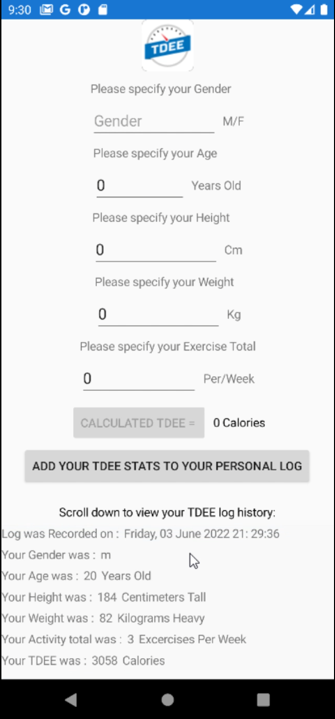 9:30
TDEE
Please specify your Gender
Gender M/F
Please specify your Age
0 Years Old
Please specify your Height
0 Cm
Please specify your Weight
0 Kg
Please specify your Exercise Total
0 Per/Week
CALCULATED TDEE = 0 Calories
ADD YOUR TDEE STATS TO YOUR PERSONAL LOG
Scroll down to view your TDEE log history:
Log was Recorded on : Friday, 03 June 2022 21: 29:36
Your Gender was : m
Your Age was : 20 Years Old
Your Height was : 184 Centimeters Tall
Your Weight was : 82 Kilograms Heavy
Your Activity total was : 3 Excercises Per Week
Your TDEE was : 3058 Calories